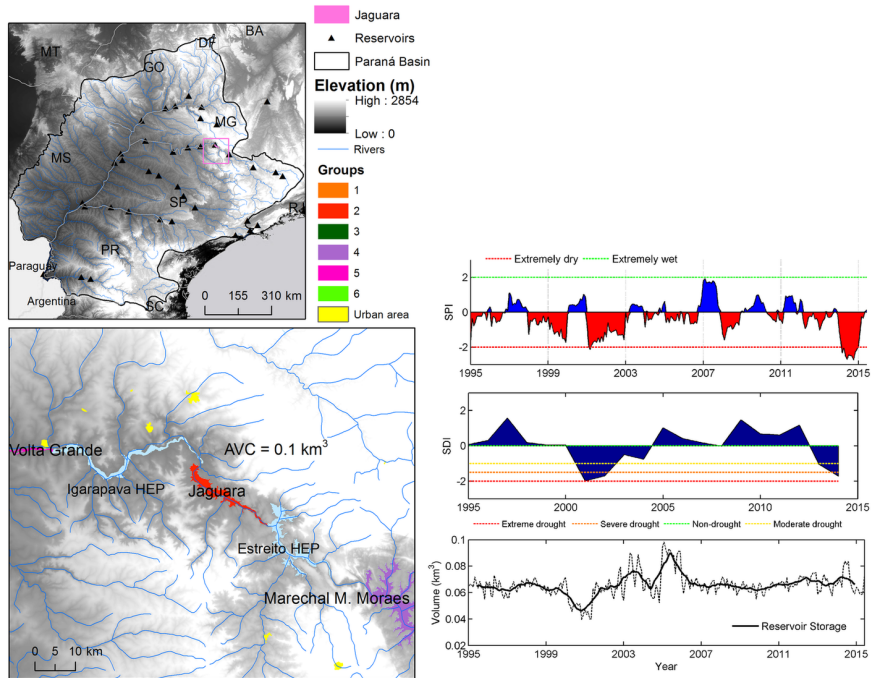 Jaguara
Reservoirs
Paraná Basin
Elevation (m)
High : 2854
Low : 0
Rivers
Groups
1
2
3
4
5
6
Urban area
MT
DF
BA
GO
MG
MS
SP
RJ
PR
Paraguay
Argentina
SC
0 155 310 km
Volta Grande
AVC = 0.1 km³
Igarapava HEP
Jaguara
Estreito HEP
Marechal M. Moraes
0 5 10 km
Extremely dry Extremely wet
SPI
2
0
-2
1995 1999 2003 2007 2011 2015
SDI
2
0
-2
1995 2000 2005 2010 2015
Extreme drought Severe drought Non-drought Moderate drought
Volume (km³)
0.1
0.08
0.06
0.04
0.02
Reservoir Storage
1995 1999 2003 2007 2011 2015
Year